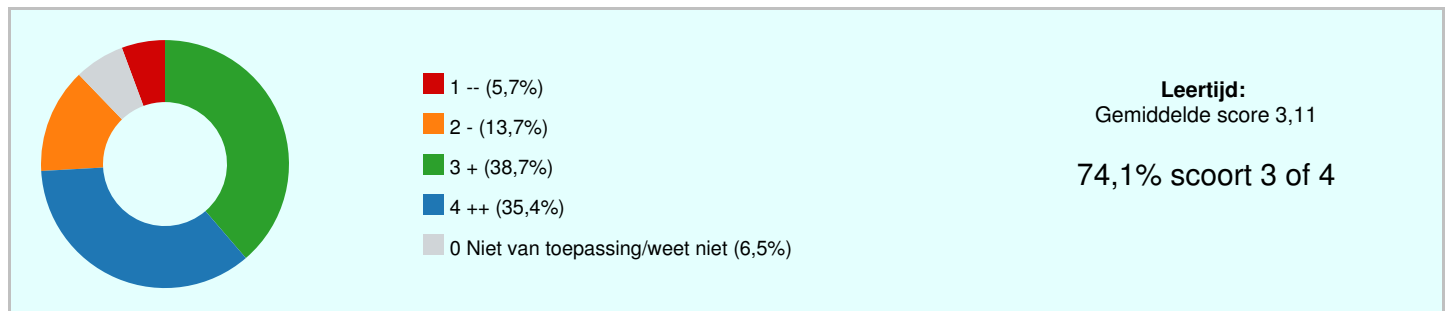 1 -- (5,7%)
2 - (13,7%)
3 + (38,7%)
4 ++ (35,4%)
0 Niet van toepassing/weet niet (6,5%)
Leertijd:
Gemiddelde score 3,11
74,1% scoort 3 of 4